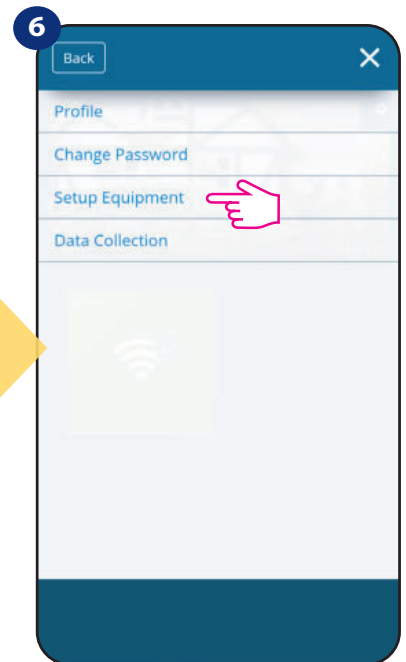 6
Back
Profile
Change Password
Setup Equipment
Data Collection